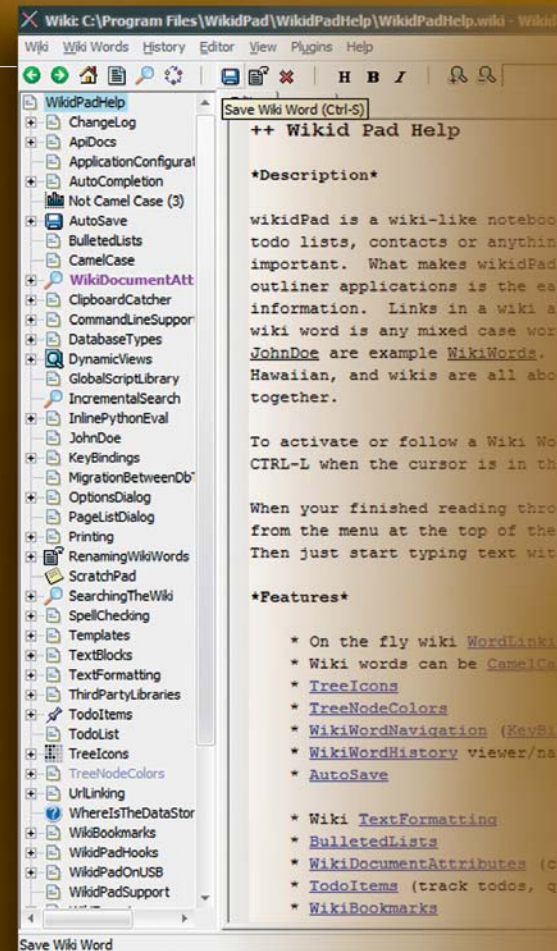 Wiki: C:\Program Files\WikidPad\WikidPadHelp\WikidPadHelp.wiki - Wikid
Wiki Wiki Words History Editor View Plugins Help
H B I
Save Wiki Word (Ctrl-S)
WikidPadHelp
ChangeLog
ApiDocs
ApplicationConfigurat
AutoCompletion
Not Camel Case (3)
AutoSave
BulletedLists
CamelCase
WikiDocumentAtt
ClipboardCatcher
CommandLineSuppor
DatabaseTypes
DynamicViews
GlobalScriptLibrary
IncrementalSearch
InlinePythonEval
JohnDoe
KeyBindings
MigrationBetweenDb
OptionsDialog
PageListDialog
Printing
RenamingWikiWords
ScratchPad
SearchingTheWiki
SpellChecking
Templates
TextBlocks
TextFormatting
ThirdPartyLibraries
TodoItems
TodoList
TreeIcons
TreeNodeColors
UrlLinking
WhereIsTheDataStor
WikiBookmarks
WikidPadHooks
WikidPadOnUSB
WikidPadSupport
++ Wikid Pad Help
*Description*
wikidPad is a wiki-like noteboo
todo lists, contacts or anythin
important. What makes wikidPad
outliner applications is the ea
information. Links in a wiki a
wiki word is any mixed case wor
JohnDoe are example WikiWords.
Hawaiian, and wikis are all abo
together.
To activate or follow a Wiki Wo
CTRL-L when the cursor is in th
When your finished reading thro
from the menu at the top of the
Then just start typing text wit
*Features*
* On the fly wiki WordLinki
* Wiki words can be CamelCa
* TreeIcons
* TreeNodeColors
* WikiWordNavigation (KeyBi
* WikiWordHistory viewer/na
* AutoSave
* Wiki TextFormatting
* BulletedLists
* WikiDocumentAttributes (c
* TodoItems (track todos, q
* WikiBookmarks
Save Wiki Word